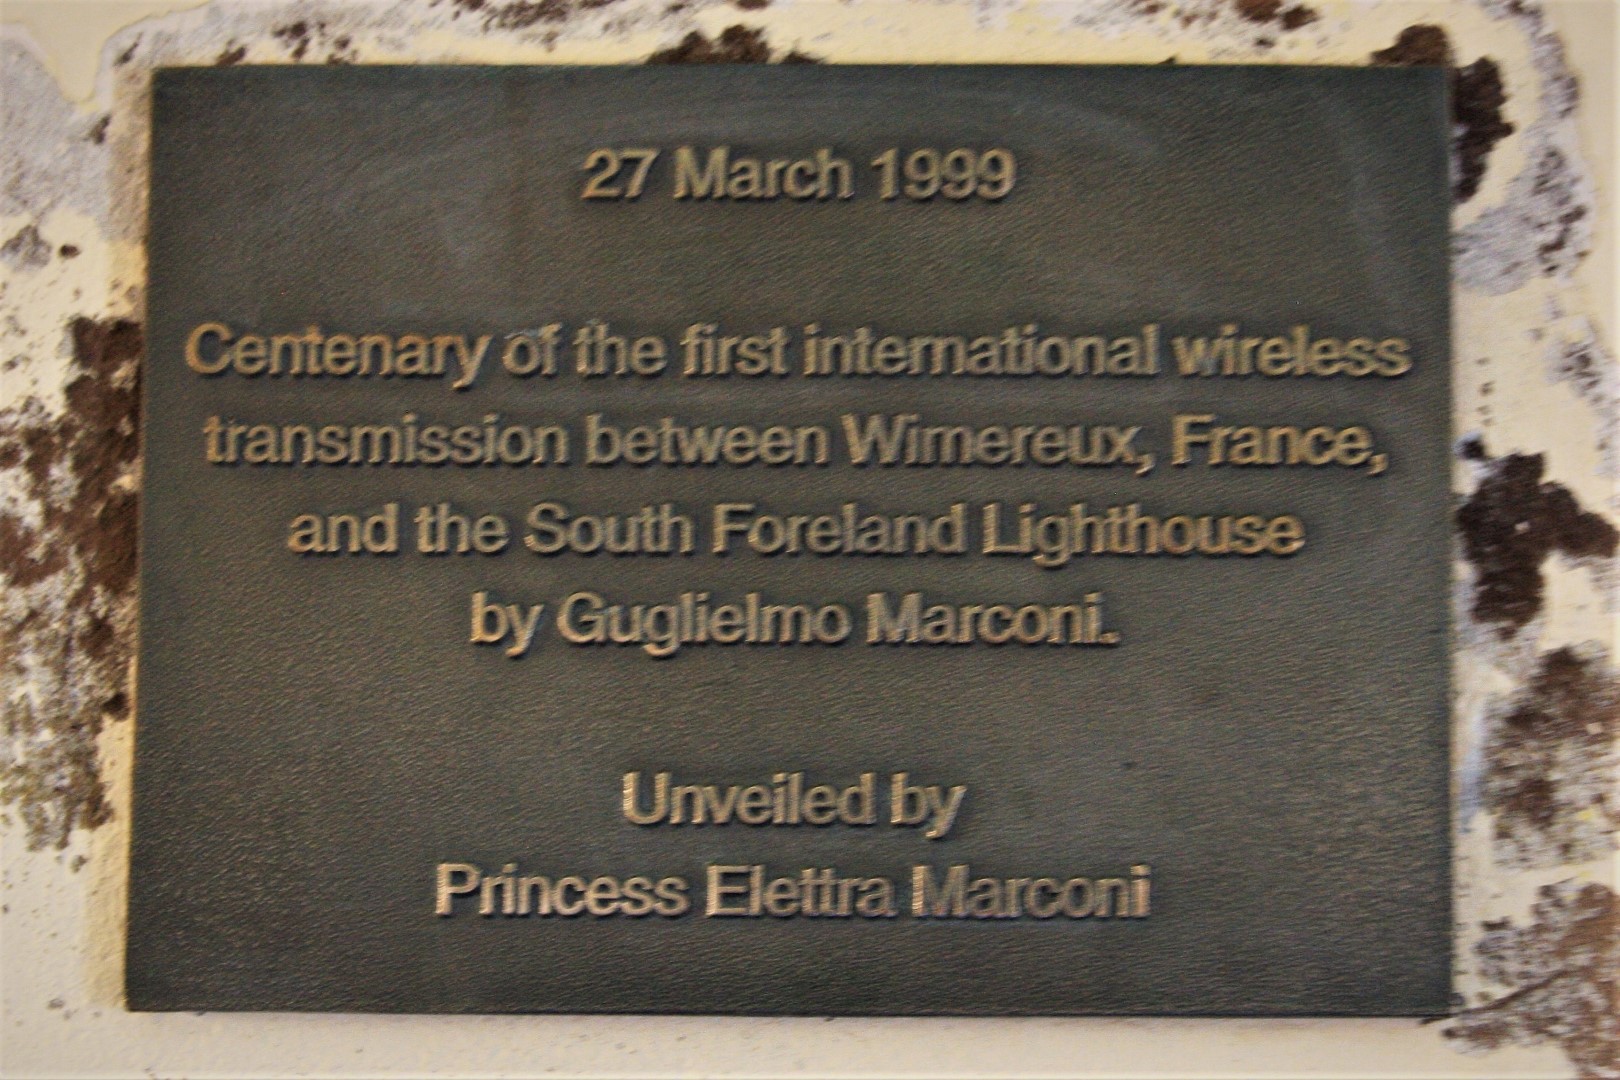 27 March 1999
Centenary of the first international wireless
transmission between Wimereux, France,
and the South Foreland Lighthouse
by Guglielmo Marconi.
Unveiled by
Princess Elettra Marconi